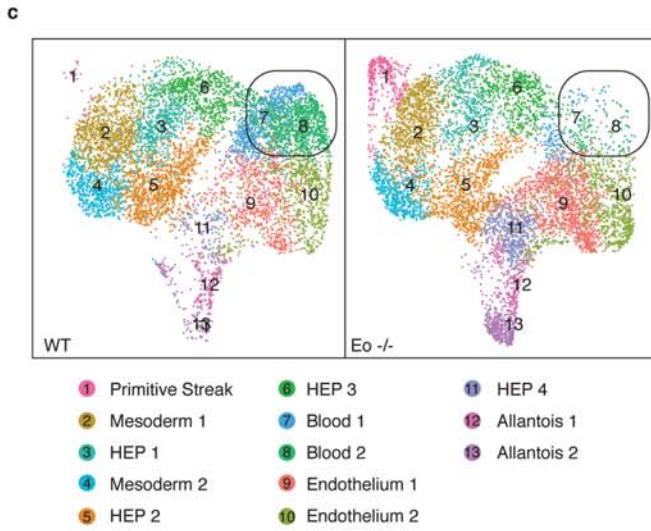 c
1
6
7
8
2
3
4
5
9
10
11
12
13
WT
1
6
7
8
2
3
4
5
9
10
11
12
13
Eo -/-
1 Primitive Streak
2 Mesoderm 1
3 HEP 1
4 Mesoderm 2
5 HEP 2
6 HEP 3
7 Blood 1
8 Blood 2
9 Endothelium 1
10 Endothelium 2
11 HEP 4
12 Allantois 1
13 Allantois 2